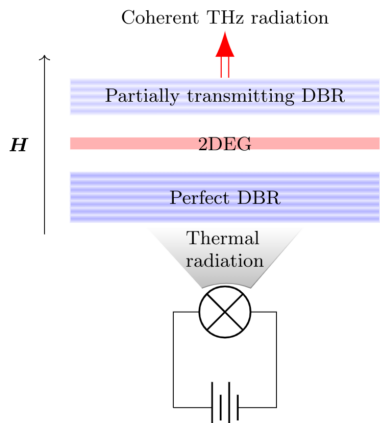 Coherent THz radiation
Partially transmitting DBR
H
2DEG
Perfect DBR
Thermal
radiation